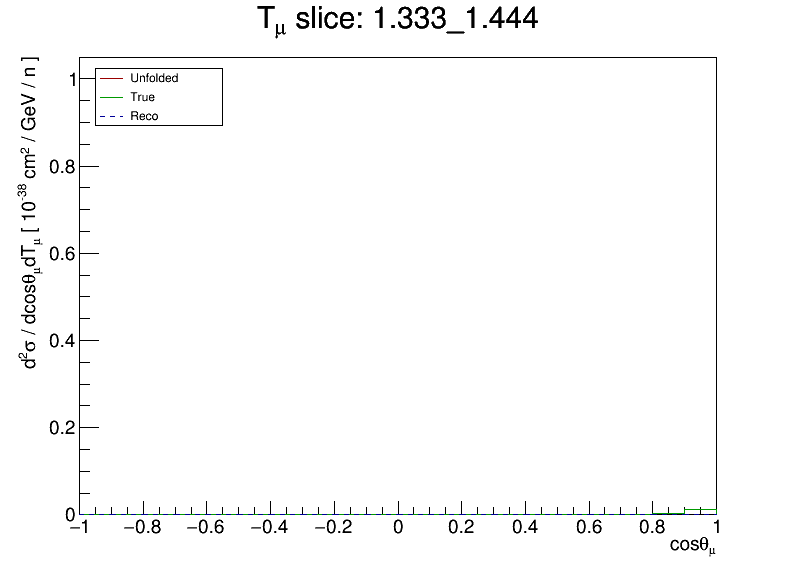 Tμ slice: 1.333_1.444
d²σ / dcosθμdTμ [ 10⁻³⁸ cm² / GeV / n ]
Unfolded
True
Reco
1
0.8
0.6
0.4
0.2
0
−1 −0.8 −0.6 −0.4 −0.2 0 0.2 0.4 0.6 0.8 1
cosθμ